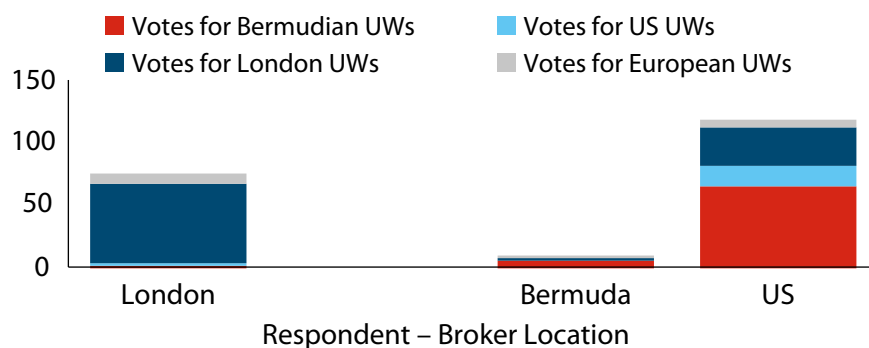 Votes for Bermudian UWs
Votes for US UWs
Votes for London UWs
Votes for European UWs
150
100
50
0
London
Bermuda
US
Respondent – Broker Location